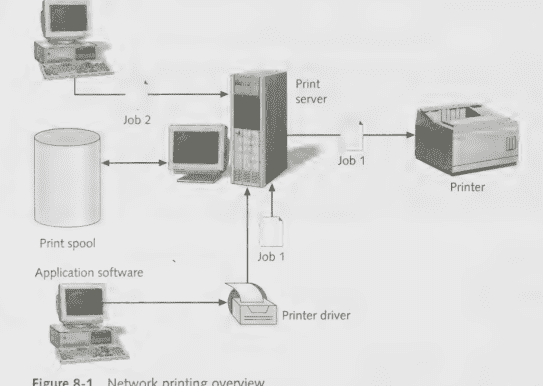 Print
server
Job 2
Job 1
Printer
Print spool
Job 1
Application software
Printer driver
Figure 8-1 Network printing overview